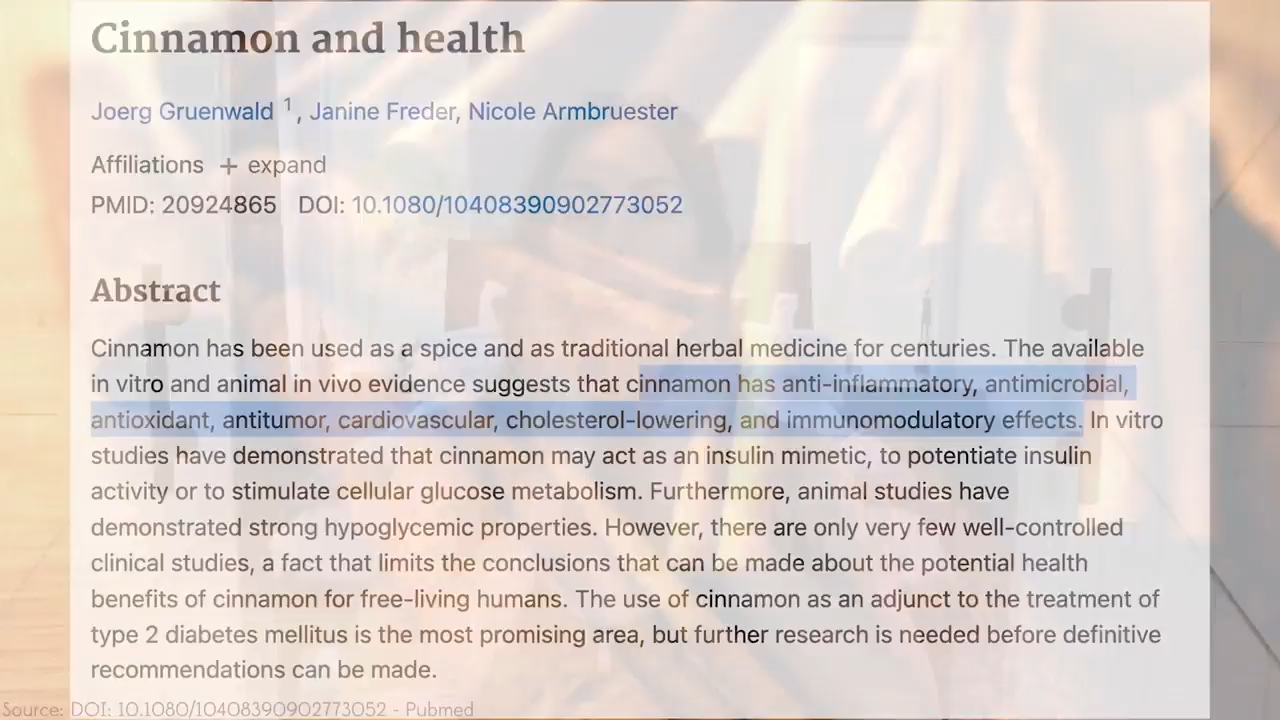 Cinnamon and health
Joerg Gruenwald 1, Janine Freder, Nicole Armbruester
Affiliations + expand
PMID: 20924865 DOI: 10.1080/10408390902773052
Abstract
Cinnamon has been used as a spice and as traditional herbal medicine for centuries. The available
in vitro and animal in vivo evidence suggests that cinnamon has anti-inflammatory, antimicrobial,
antioxidant, antitumor, cardiovascular, cholesterol-lowering, and immunomodulatory effects. In vitro
studies have demonstrated that cinnamon may act as an insulin mimetic, to potentiate insulin
activity or to stimulate cellular glucose metabolism. Furthermore, animal studies have
demonstrated strong hypoglycemic properties. However, there are only very few well-controlled
clinical studies, a fact that limits the conclusions that can be made about the potential health
benefits of cinnamon for free-living humans. The use of cinnamon as an adjunct to the treatment of
type 2 diabetes mellitus is the most promising area, but further research is needed before definitive
recommendations can be made.
Source: DOI: 10.1080/10408390902773052 - Pubmed